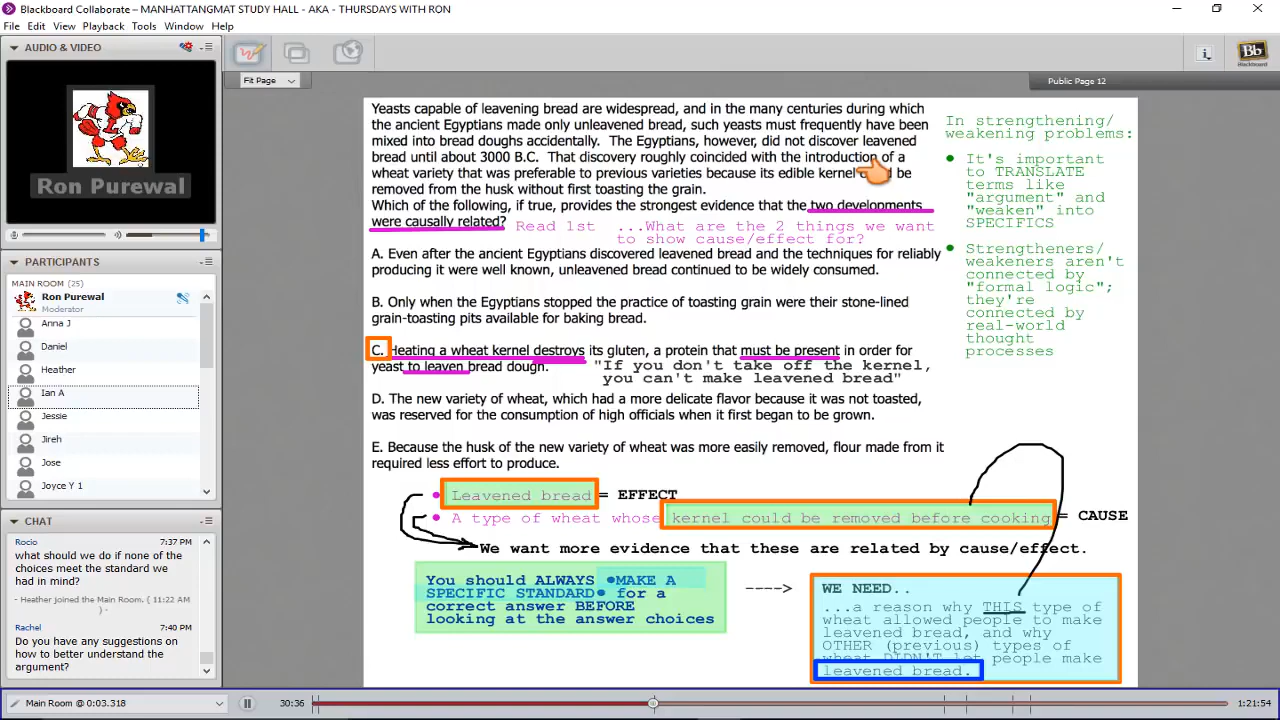 Blackboard Collaborate – MANHATTANGMAT STUDY HALL - AKA - THURSDAYS WITH RON
File Edit View Playback Tools Window Help
AUDIO & VIDEO
Ron Purewal
PARTICIPANTS
MAIN ROOM (25)
Ron Purewal
Moderator
Anna J
Daniel
Heather
Ian A
Jessie
Jireh
Jose
Joyce Y 1
CHAT
Rocio 7:37 PM
what should we do if none of the
choices meet the standard we
had in mind?
- Heather joined the Main Room. ( 11:22 AM )
Rachel 7:40 PM
Do you have any suggestions on
how to better understand the
argument?
Fit Page
Public Page 12
Bb
Blackboard
Yeasts capable of leavening bread are widespread, and in the many centuries during which
the ancient Egyptians made only unleavened bread, such yeasts must frequently have been
mixed into bread doughs accidentally. The Egyptians, however, did not discover leavened
bread until about 3000 B.C. That discovery roughly coincided with the introduction of a
wheat variety that was preferable to previous varieties because its edible kernel be
removed from the husk without first toasting the grain.
Which of the following, if true, provides the strongest evidence that the two developments
were causally related? Read 1st ...What are the 2 things we want
to show cause/effect for?
A. Even after the ancient Egyptians discovered leavened bread and the techniques for reliably
producing it were well known, unleavened bread continued to be widely consumed.
B. Only when the Egyptians stopped the practice of toasting grain were their stone-lined
grain-toasting pits available for baking bread.
C. Heating a wheat kernel destroys its gluten, a protein that must be present in order for
yeast to leaven bread dough. "If you don't take off the kernel,
you can't make leavened bread"
D. The new variety of wheat, which had a more delicate flavor because it was not toasted,
was reserved for the consumption of high officials when it first began to be grown.
E. Because the husk of the new variety of wheat was more easily removed, flour made from it
required less effort to produce.
• Leavened bread = EFFECT
• A type of wheat whose kernel could be removed before cooking = CAUSE
We want more evidence that these are related by cause/effect.
You should ALWAYS •MAKE A
SPECIFIC STANDARD• for a
correct answer BEFORE
looking at the answer choices
---->
WE NEED..
...a reason why THIS type of
wheat allowed people to make
leavened bread, and why
OTHER (previous) types of
wheat DIDN'T let people make
leavened bread.
In strengthening/
weakening problems:
• It's important
to TRANSLATE
terms like
"argument" and
"weaken" into
SPECIFICS
• Strengtheners/
weakeners aren't
connected by
"formal logic";
they're
connected by
real-world
thought
processes
Main Room @ 0:03.318
30:36
1:21:54